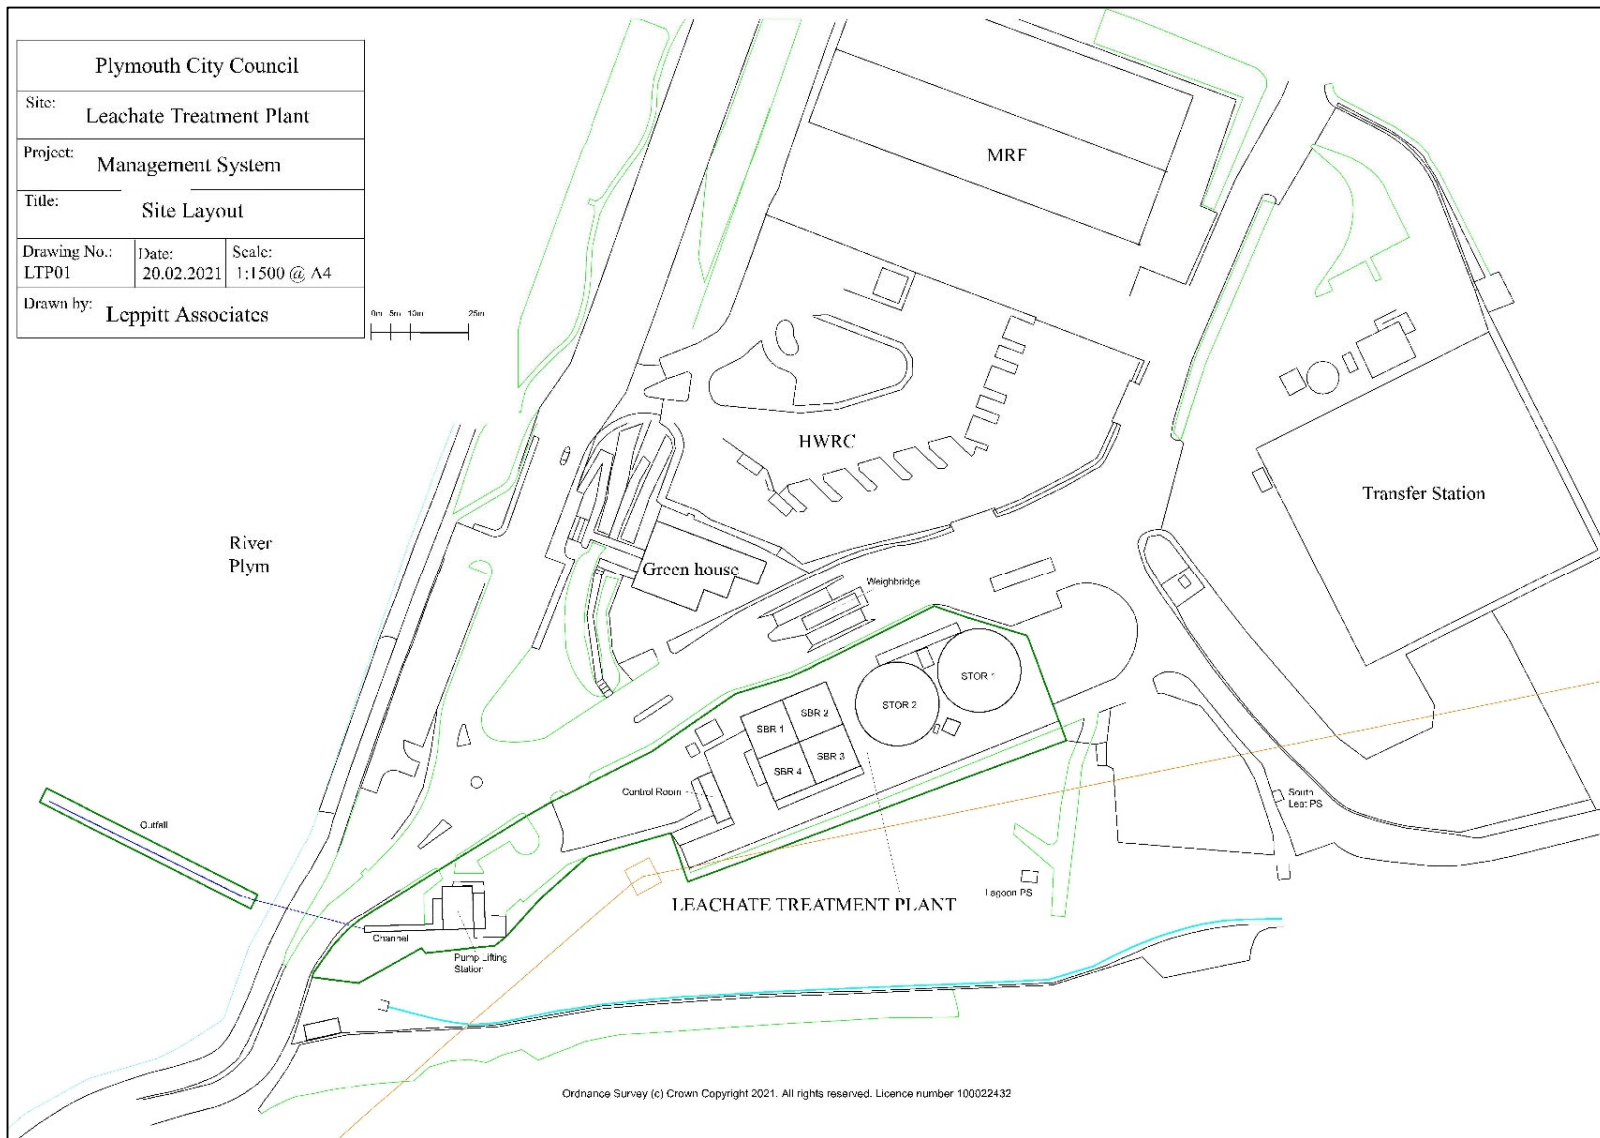 Plymouth City Council
Site:
Leachate Treatment Plant
Project:
Management System
Title:
Site Layout
Drawing No.:
LTP01
Date:
20.02.2021
Scale:
1:1500 @ A4
Drawn by:
Leppitt Associates
0m 5m 10m 25m
MRF
HWRC
Transfer Station
River
Plym
Green house
Weighbridge
STOR 1
STOR 2
SBR 1
SBR 2
SBR 3
SBR 4
Control Room
South
Leat PS
Outfall
Lagoon PS
LEACHATE TREATMENT PLANT
Channel
Pump Lifting
Station
Ordnance Survey (c) Crown Copyright 2021. All rights reserved. Licence number 100022432